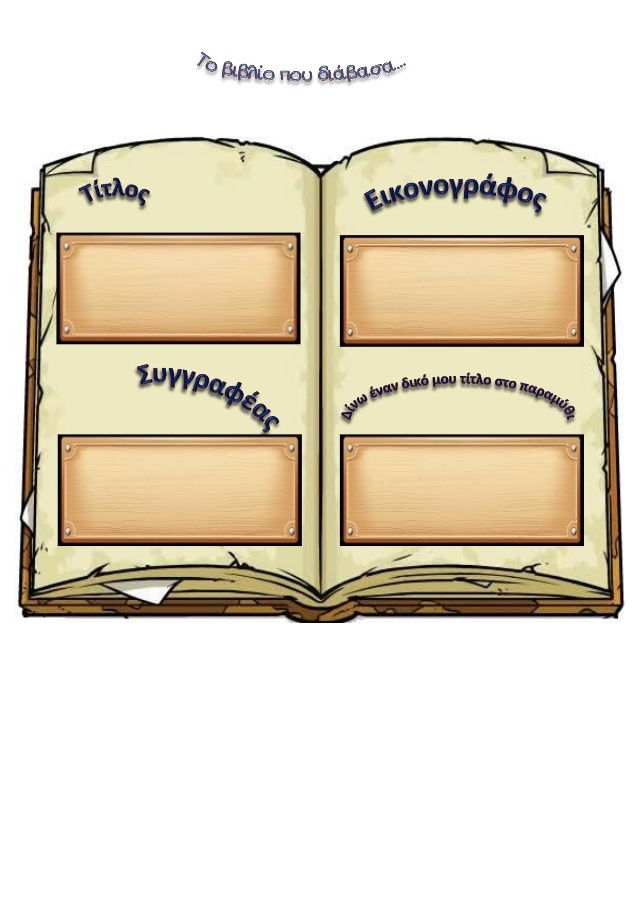 Το βιβλίο που διάβασα...
Τίτλος
Συγγραφέας
Εικονογράφος
Δίνω έναν δικό μου τίτλο στο παραμύθι